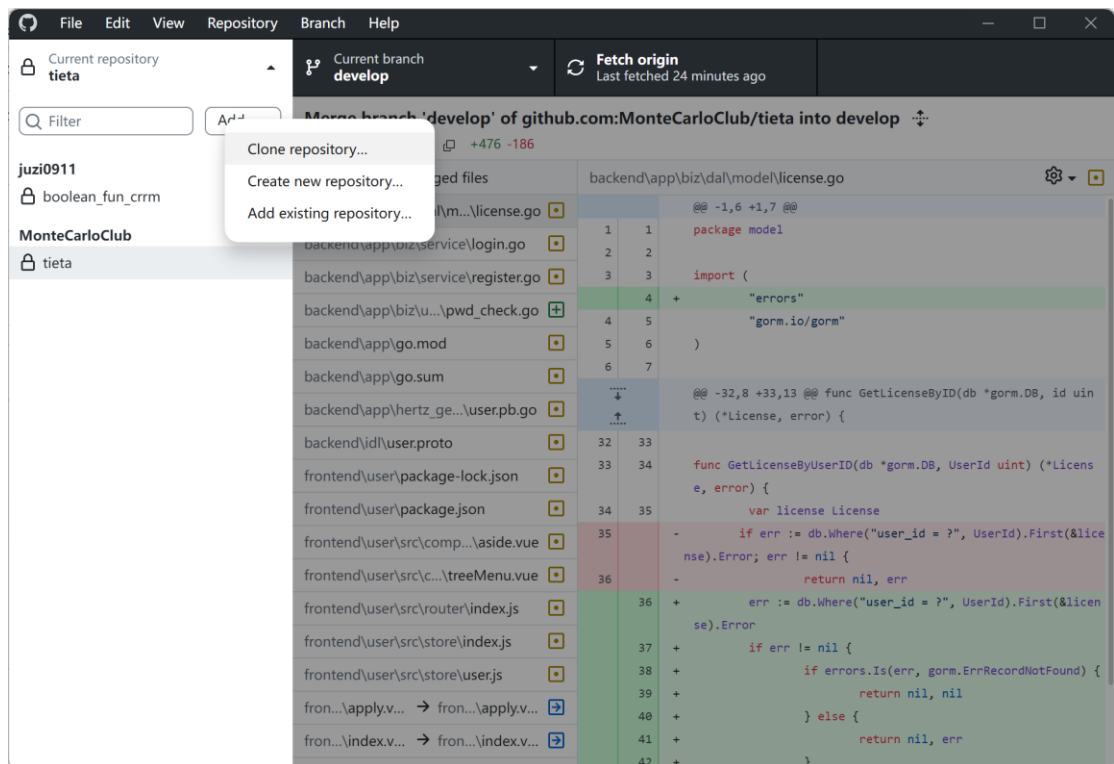 File Edit View Repository Branch Help
Current repository
tieta
Current branch
develop
Fetch origin
Last fetched 24 minutes ago
Filter
Add
Clone repository...
Create new repository...
Add existing repository...
juzi0911
boolean_fun_crrm
MonteCarloClub
tieta
Merge branch 'develop' of github.com:MonteCarloClub/tieta into develop
+476 -186
ged files
al\m...\license.go
backend\app\biz\service\login.go
backend\app\biz\service\register.go
backend\app\biz\u...\pwd_check.go
backend\app\go.mod
backend\app\go.sum
backend\app\hertz_ge...\user.pb.go
backend\idl\user.proto
frontend\user\package-lock.json
frontend\user\package.json
frontend\user\src\comp...\aside.vue
frontend\user\src\c...\treeMenu.vue
frontend\user\src\router\index.js
frontend\user\src\store\index.js
frontend\user\src\store\user.js
fron...\apply.v... → fron...\apply.v...
fron...\index.v... → fron...\index.v...
backend\app\biz\dal\model\license.go
@@ -1,6 +1,7 @@
1 1 package model
2 2
3 3 import (
4 + "errors"
4 5 "gorm.io/gorm"
5 6 )
6 7
@@ -32,8 +33,13 @@ func GetLicenseByID(db *gorm.DB, id uin
t) (*License, error) {
32 33
33 34 func GetLicenseByUserID(db *gorm.DB, UserId uint) (*Licens
e, error) {
34 35 var license License
35 - if err := db.Where("user_id = ?", UserId).First(&lice
nse).Error; err != nil {
36 - return nil, err
36 + err := db.Where("user_id = ?", UserId).First(&licen
se).Error
37 + if err != nil {
38 + if errors.Is(err, gorm.ErrRecordNotFound) {
39 + return nil, nil
40 + } else {
41 + return nil, err
42 + }